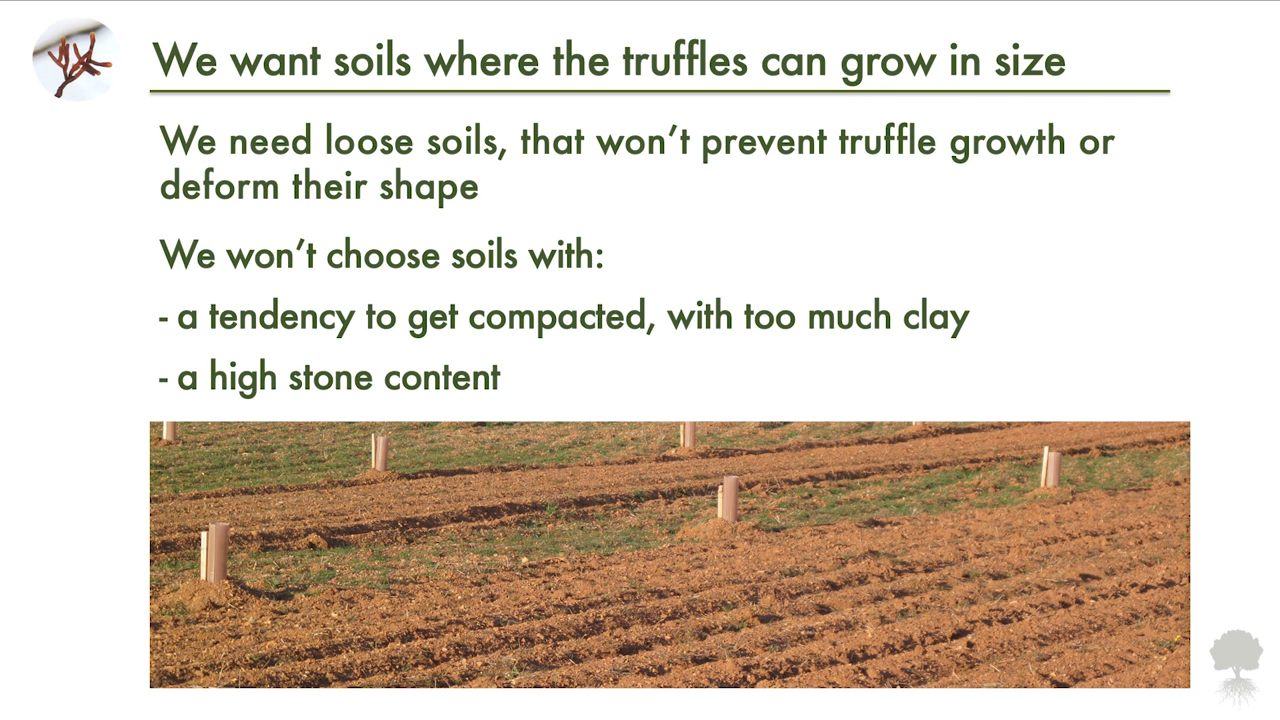 We want soils where the truffles can grow in size
We need loose soils, that won’t prevent truffle growth or
deform their shape
We won’t choose soils with:
- a tendency to get compacted, with too much clay
- a high stone content